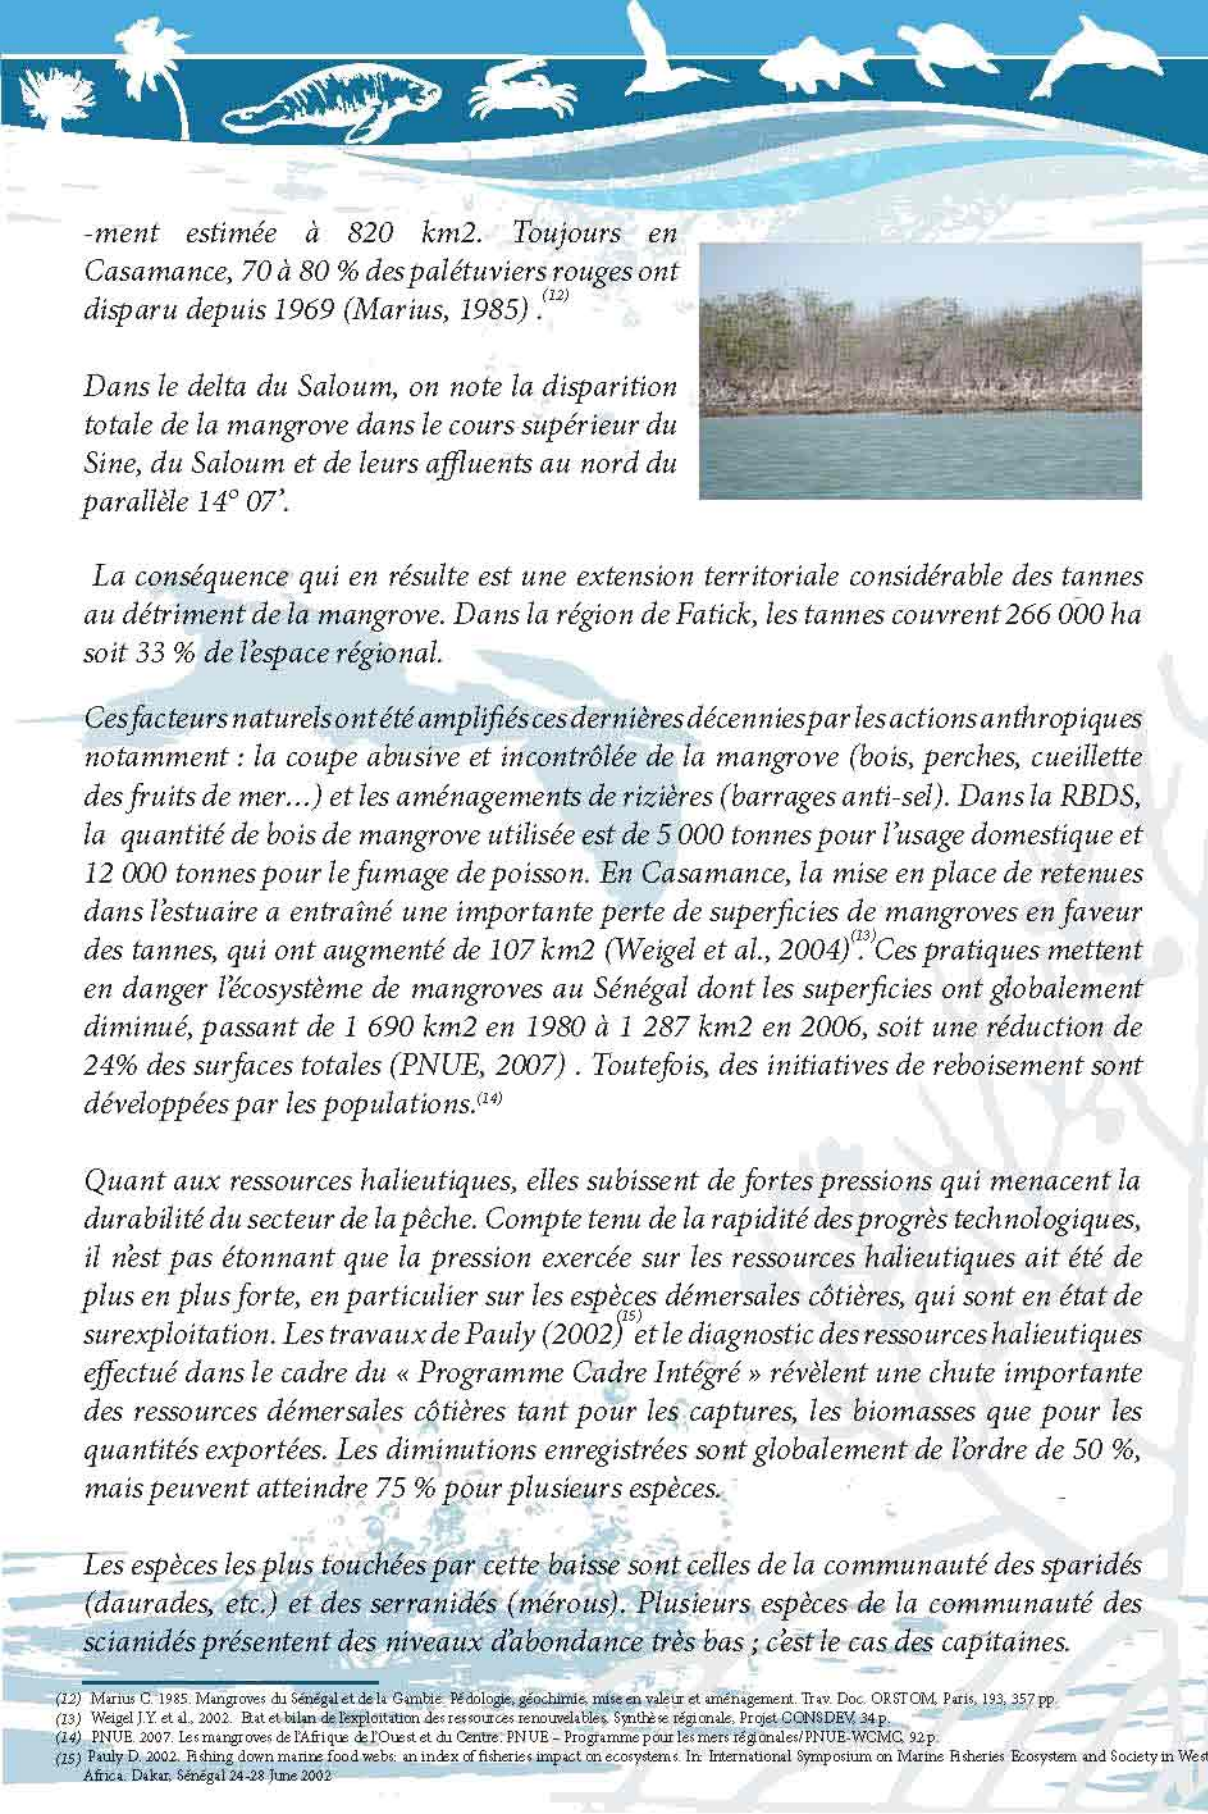 -ment estimée à 820 km2. Toujours en
Casamance, 70 à 80 % des palétuviers rouges ont
disparu depuis 1969 (Marius, 1985) .(12)
Dans le delta du Saloum, on note la disparition
totale de la mangrove dans le cours supérieur du
Sine, du Saloum et de leurs affluents au nord du
parallèle 14° 07’.
La conséquence qui en résulte est une extension territoriale considérable des tannes
au détriment de la mangrove. Dans la région de Fatick, les tannes couvrent 266 000 ha
soit 33 % de l’espace régional.
Ces facteurs naturels ont été amplifiés ces dernières décennies par les actions anthropiques
notamment : la coupe abusive et incontrôlée de la mangrove (bois, perches, cueillette
des fruits de mer…) et les aménagements de rizières (barrages anti-sel). Dans la RBDS,
la quantité de bois de mangrove utilisée est de 5 000 tonnes pour l’usage domestique et
12 000 tonnes pour le fumage de poisson. En Casamance, la mise en place de retenues
dans l’estuaire a entraîné une importante perte de superficies de mangroves en faveur
des tannes, qui ont augmenté de 107 km2 (Weigel et al., 2004)(13). Ces pratiques mettent
en danger l’écosystème de mangroves au Sénégal dont les superficies ont globalement
diminué, passant de 1 690 km2 en 1980 à 1 287 km2 en 2006, soit une réduction de
24% des surfaces totales (PNUE, 2007) . Toutefois, des initiatives de reboisement sont
développées par les populations.(14)
Quant aux ressources halieutiques, elles subissent de fortes pressions qui menacent la
durabilité du secteur de la pêche. Compte tenu de la rapidité des progrès technologiques,
il n’est pas étonnant que la pression exercée sur les ressources halieutiques ait été de
plus en plus forte, en particulier sur les espèces démersales côtières, qui sont en état de
surexploitation. Les travaux de Pauly (2002)(15) et le diagnostic des ressources halieutiques
effectué dans le cadre du « Programme Cadre Intégré » révèlent une chute importante
des ressources démersales côtières tant pour les captures, les biomasses que pour les
quantités exportées. Les diminutions enregistrées sont globalement de l’ordre de 50 %,
mais peuvent atteindre 75 % pour plusieurs espèces.
Les espèces les plus touchées par cette baisse sont celles de la communauté des sparidés
(daurades, etc.) et des serranidés (mérous). Plusieurs espèces de la communauté des
scianidés présentent des niveaux d’abondance très bas ; c’est le cas des capitaines.
(12) Marius C. 1985. Mangroves du Sénégal et de la Gambie. Pédologie, géochimie, mise en valeur et aménagement. Trav. Doc. ORSTOM, Paris, 193, 357 pp.
(13) Weigel J.Y. et al., 2002. Etat et bilan de l’exploitation des ressources renouvelables. Synthèse régionale, Projet CONSDEV, 34 p.
(14) PNUE. 2007. Les mangroves de l’Afrique de l’Ouest et du Centre. PNUE – Programme pour les mers régionales/PNUE-WCMC, 92 p.
(15) Pauly D. 2002. Fishing down marine food webs: an index of fisheries impact on ecosystems. In: International Symposium on Marine Fisheries Ecosystem and Society in West
Africa. Dakar, Sénégal 24-28 June 2002